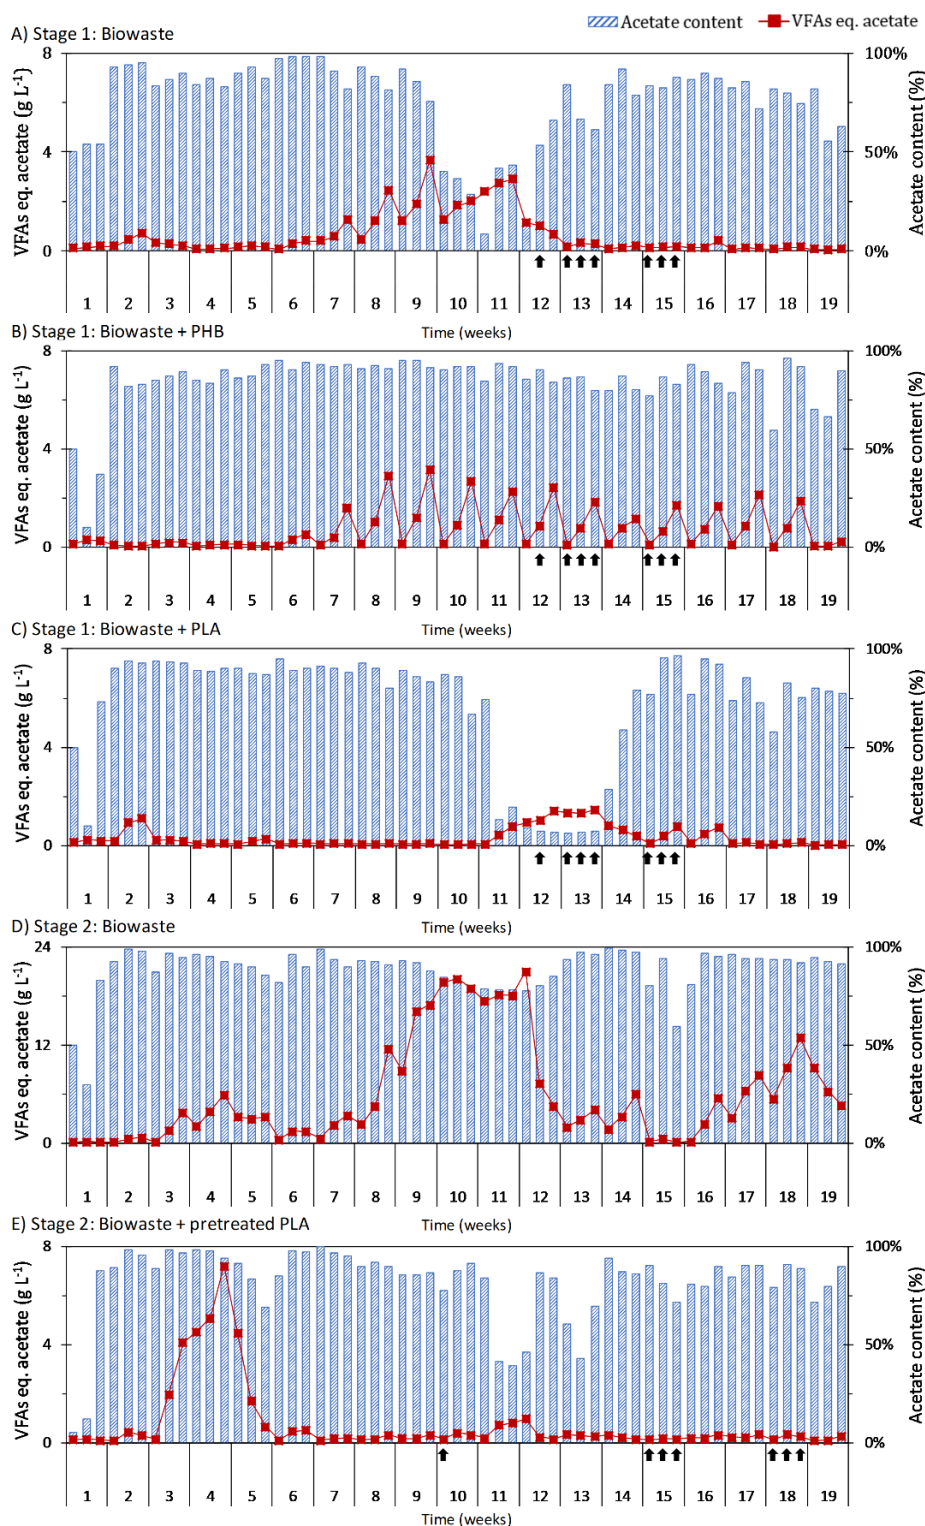 Acetate content VFAs eq. acetate
A) Stage 1: Biowaste
8 100%
4 50%
0 0%
VFAs eq. acetate (g L⁻¹)
Acetate content (%)
1 2 3 4 5 6 7 8 9 10 11 12 13 14 15 16 17 18 19
Time (weeks)
B) Stage 1: Biowaste + PHB
8 100%
4 50%
0 0%
VFAs eq. acetate (g L⁻¹)
Acetate content (%)
1 2 3 4 5 6 7 8 9 10 11 12 13 14 15 16 17 18 19
Time (weeks)
C) Stage 1: Biowaste + PLA
8 100%
4 50%
0 0%
VFAs eq. acetate (g L⁻¹)
Acetate content (%)
1 2 3 4 5 6 7 8 9 10 11 12 13 14 15 16 17 18 19
Time (weeks)
D) Stage 2: Biowaste
24 100%
12 50%
0 0%
VFAs eq. acetate (g L⁻¹)
Acetate content (%)
1 2 3 4 5 6 7 8 9 10 11 12 13 14 15 16 17 18 19
Time (weeks)
E) Stage 2: Biowaste + pretreated PLA
8 100%
4 50%
0 0%
VFAs eq. acetate (g L⁻¹)
Acetate content (%)
1 2 3 4 5 6 7 8 9 10 11 12 13 14 15 16 17 18 19
Time (weeks)